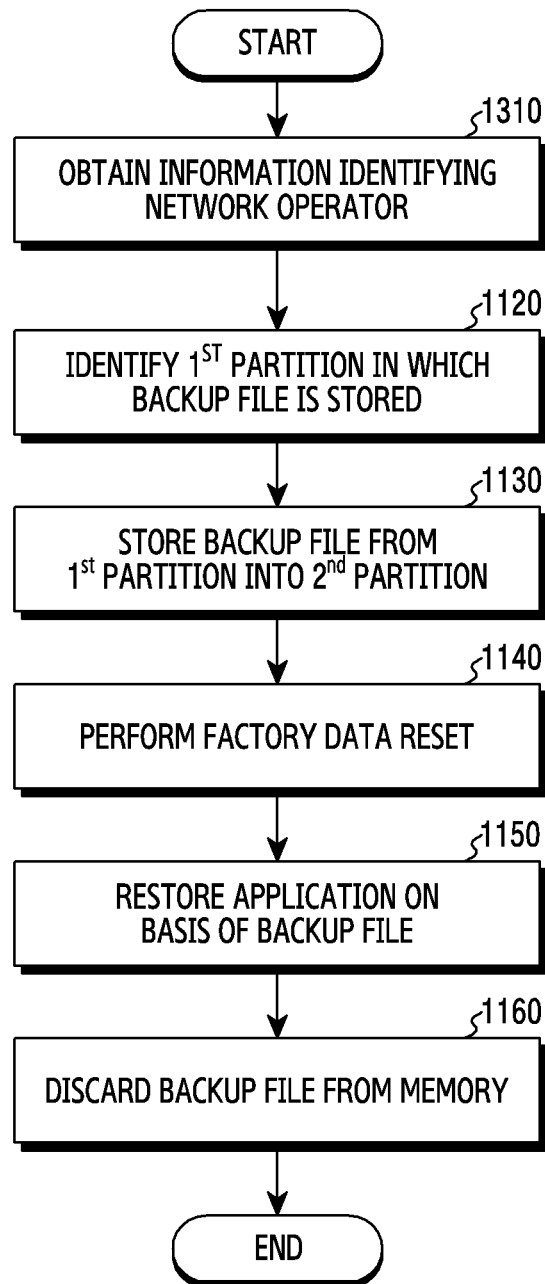 START
1310
OBTAIN INFORMATION IDENTIFYING
NETWORK OPERATOR
1120
IDENTIFY 1ST PARTITION IN WHICH
BACKUP FILE IS STORED
1130
STORE BACKUP FILE FROM
1st PARTITION INTO 2nd PARTITION
1140
PERFORM FACTORY DATA RESET
1150
RESTORE APPLICATION ON
BASIS OF BACKUP FILE
1160
DISCARD BACKUP FILE FROM MEMORY
END